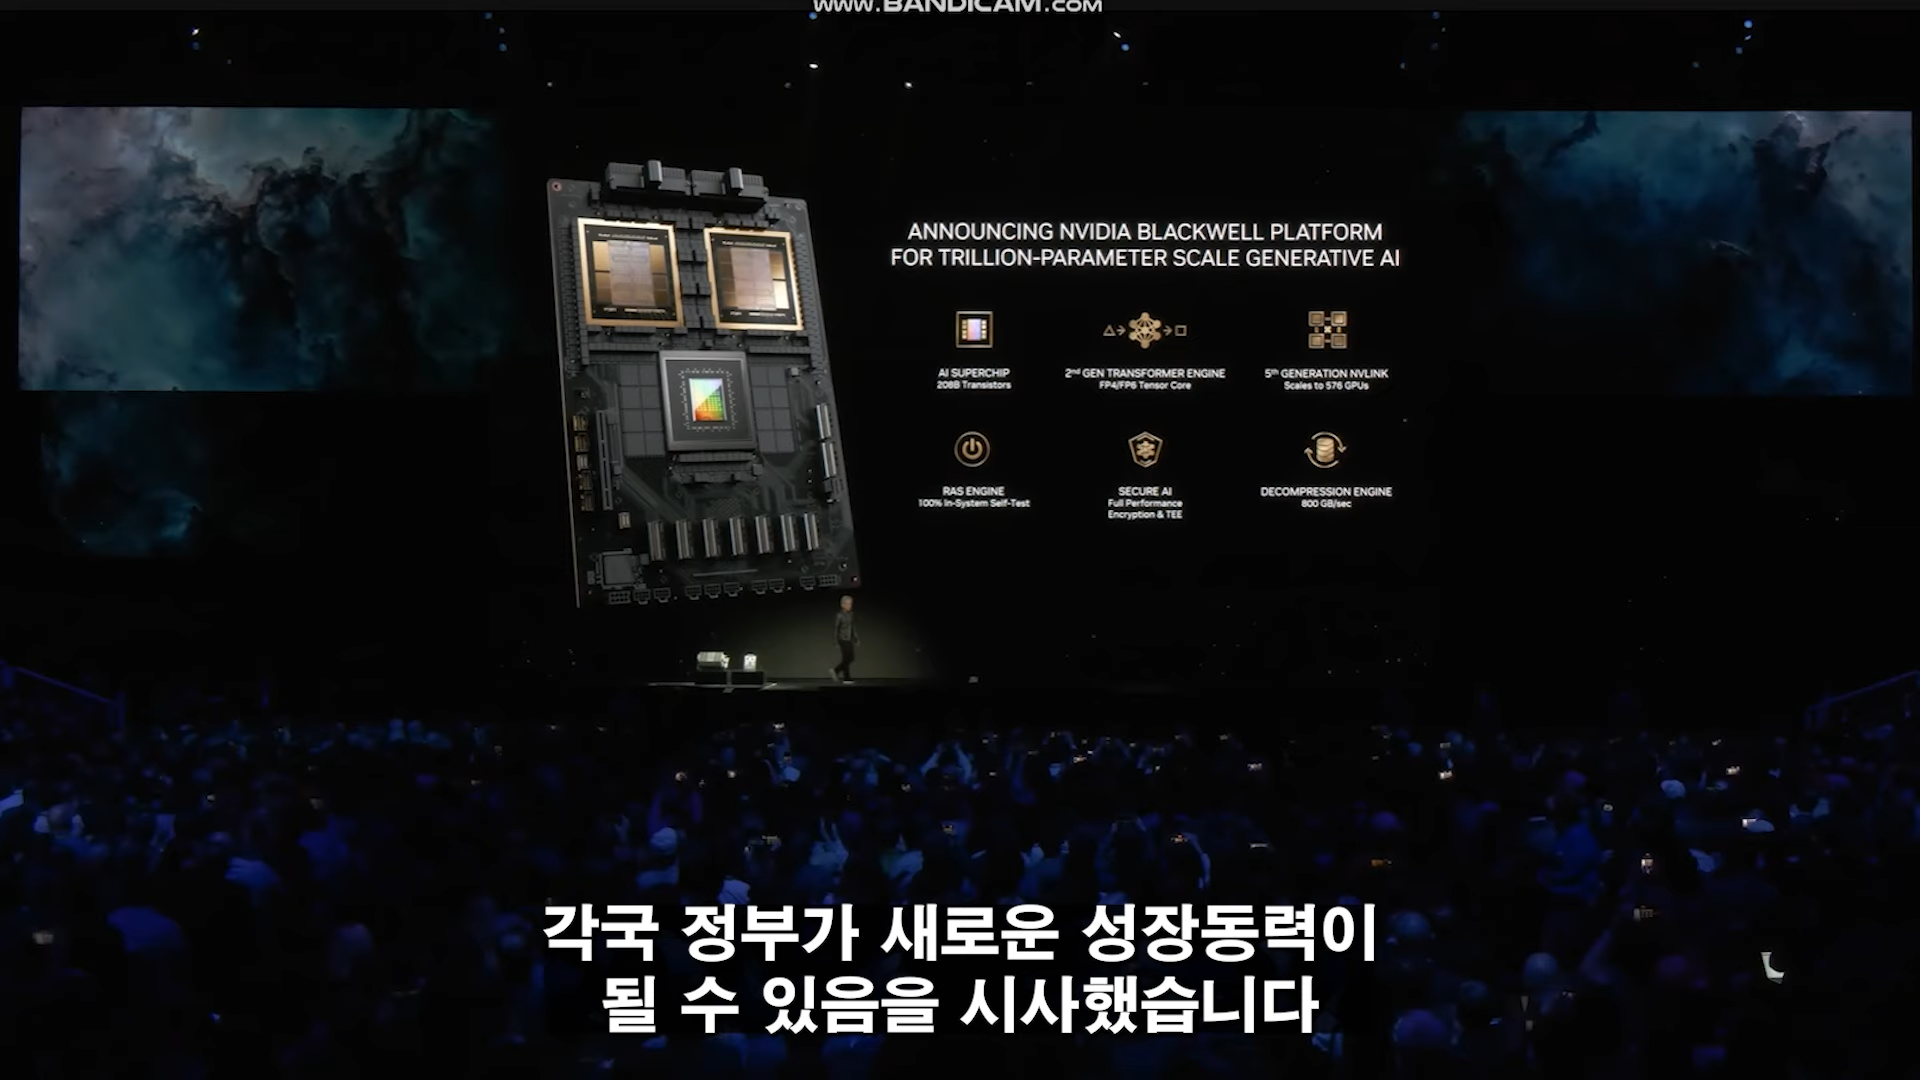 www.BANDICAM.com
ANNOUNCING NVIDIA BLACKWELL PLATFORM
FOR TRILLION-PARAMETER SCALE GENERATIVE AI
AI SUPERCHIP
208B Transistors
2nd GEN TRANSFORMER ENGINE
FP4/FP6 Tensor Core
5th GENERATION NVLINK
Scales to 576 GPUs
RAS ENGINE
100% In-System Self-Test
SECURE AI
Full Performance
Encryption & TEE
DECOMPRESSION ENGINE
800 GB/sec
각국 정부가 새로운 성장동력이
될 수 있음을 시사했습니다